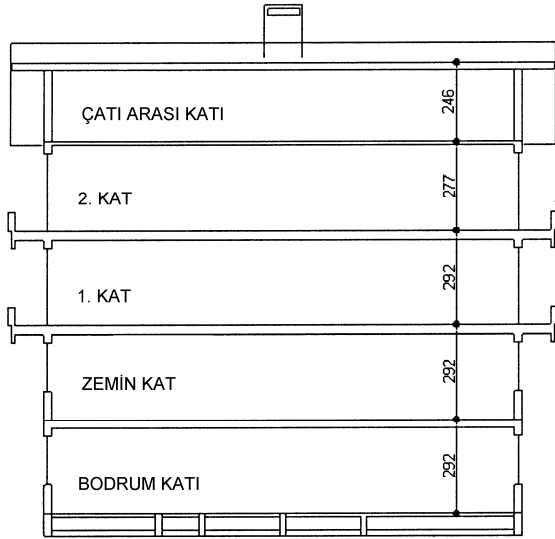 246
ÇATI ARASI KATI
277
2. KAT
292
1. KAT
292
ZEMİN KAT
292
BODRUM KATI